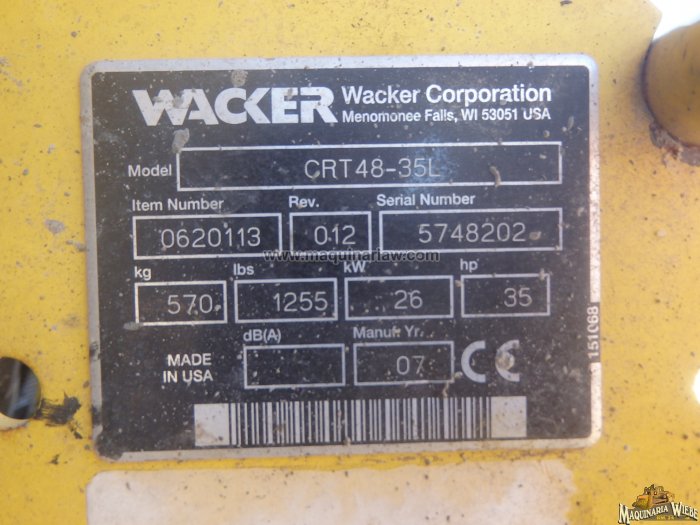 WACKER Wacker Corporation
Menomonee Falls, WI 53051 USA
Model CRT48-35L
Item Number Rev. Serial Number
0620113 012 5748202
www.maquinarlaw.com
kg lbs kW hp
570 1255 26 35
dB(A) Manuf. Yr.
MADE IN USA 07 CE
151068
MAQUINARIA WIEBE